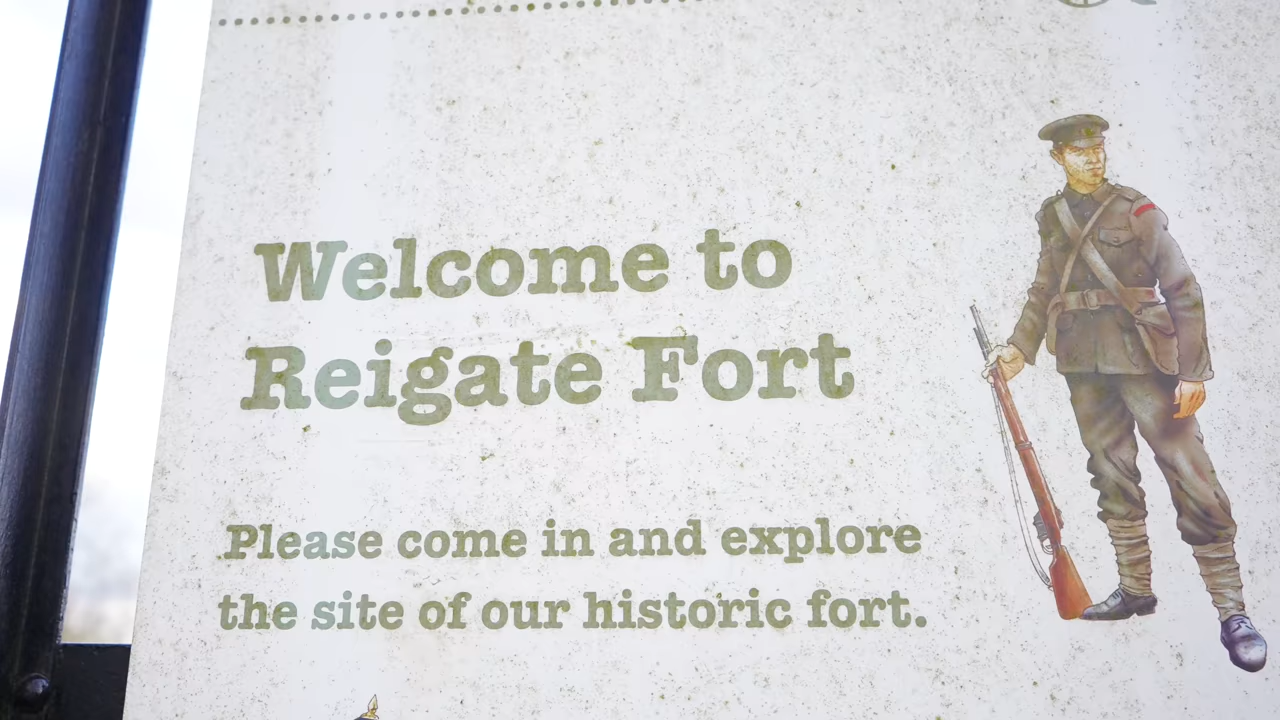 Welcome to
Reigate Fort
Please come in and explore
the site of our historic fort.